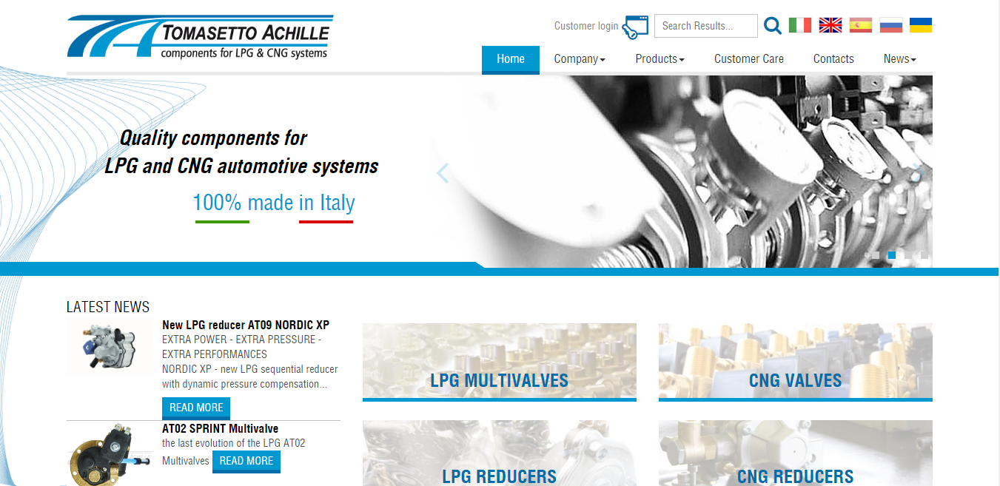 TOMASETTO ACHILLE
components for LPG & CNG systems
Customer login
Search Results...
Home
Company
Products
Customer Care
Contacts
News
Quality components for
LPG and CNG automotive systems
100% made in Italy
LATEST NEWS
New LPG reducer AT09 NORDIC XP
EXTRA POWER - EXTRA PRESSURE -
EXTRA PERFORMANCES
NORDIC XP - new LPG sequential reducer
with dynamic pressure compensation...
READ MORE
AT02 SPRINT Multivalve
the last evolution of the LPG AT02
Multivalves READ MORE
LPG MULTIVALVES
CNG VALVES
LPG REDUCERS
CNG REDUCERS